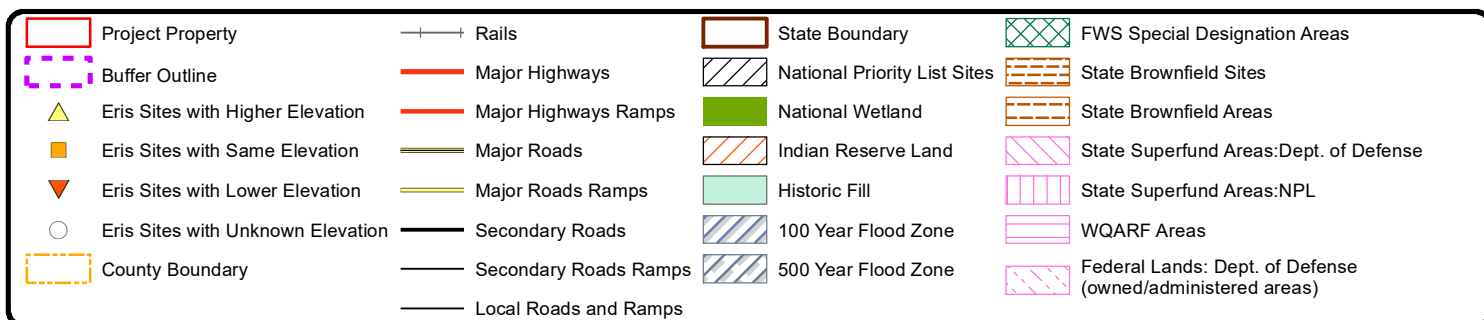 Project Property
Buffer Outline
Eris Sites with Higher Elevation
Eris Sites with Same Elevation
Eris Sites with Lower Elevation
Eris Sites with Unknown Elevation
County Boundary
Rails
Major Highways
Major Highways Ramps
Major Roads
Major Roads Ramps
Secondary Roads
Secondary Roads Ramps
Local Roads and Ramps
State Boundary
National Priority List Sites
National Wetland
Indian Reserve Land
Historic Fill
100 Year Flood Zone
500 Year Flood Zone
FWS Special Designation Areas
State Brownfield Sites
State Brownfield Areas
State Superfund Areas:Dept. of Defense
State Superfund Areas:NPL
WQARF Areas
Federal Lands: Dept. of Defense
(owned/administered areas)